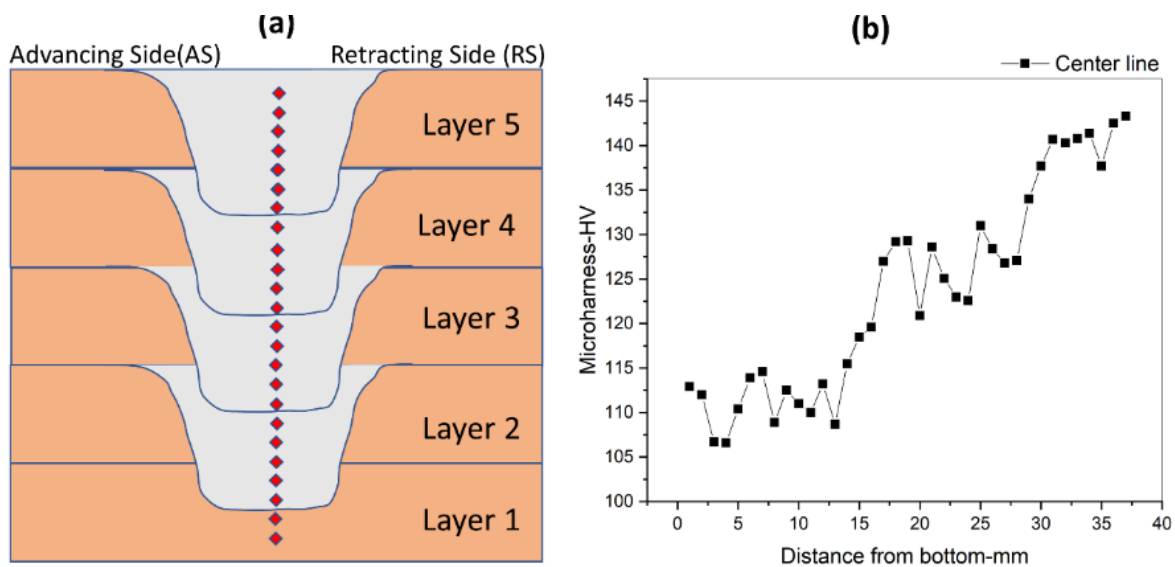 (a)
Advancing Side(AS)
Retracting Side (RS)
Layer 5
Layer 4
Layer 3
Layer 2
Layer 1
(b)
Center line
Microharness-HV
145
140
135
130
125
120
115
110
105
100
0 5 10 15 20 25 30 35 40
Distance from bottom-mm